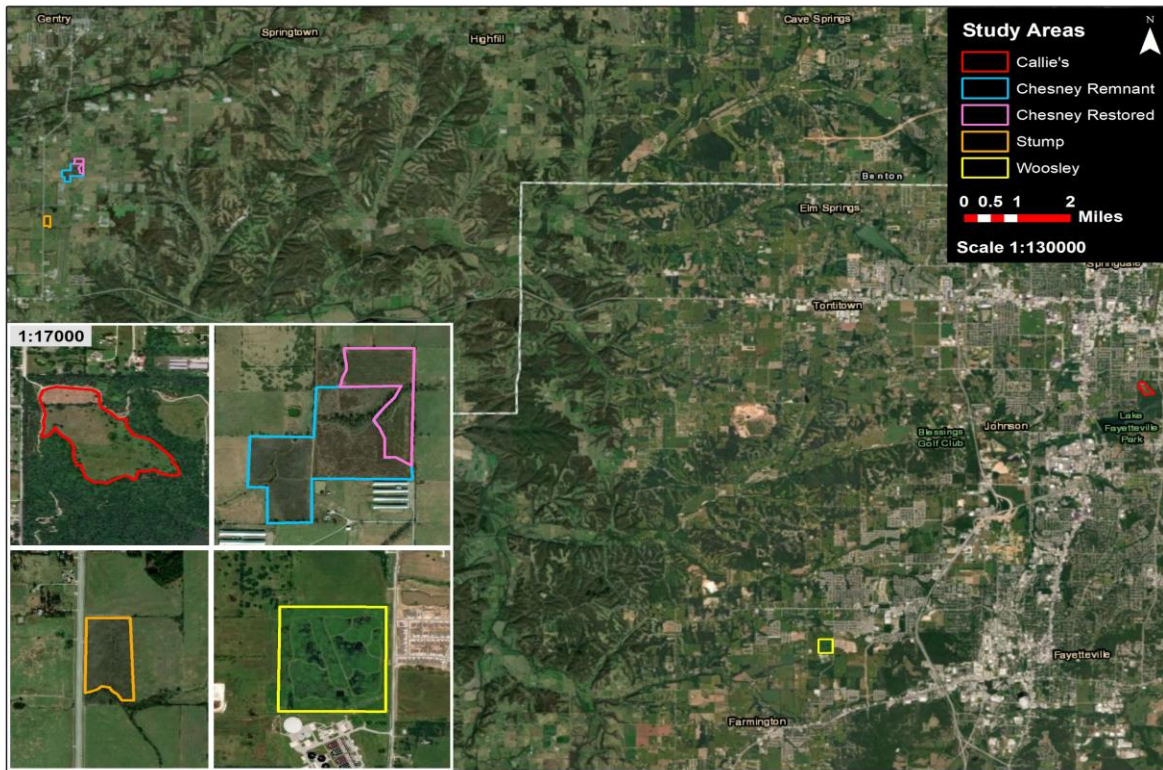 Gentry
Springtown
Highfill
Cave Springs
Study Areas
N
Callie's
Chesney Remnant
Chesney Restored
Stump
Woosley
0 0.5 1 2
Miles
Scale 1:130000
Benton
Elm Springs
Springdale
Tontitown
1:17000
Lake
Fayetteville
Park
Blessings
Golf Club
Johnson
Fayetteville
Farmington